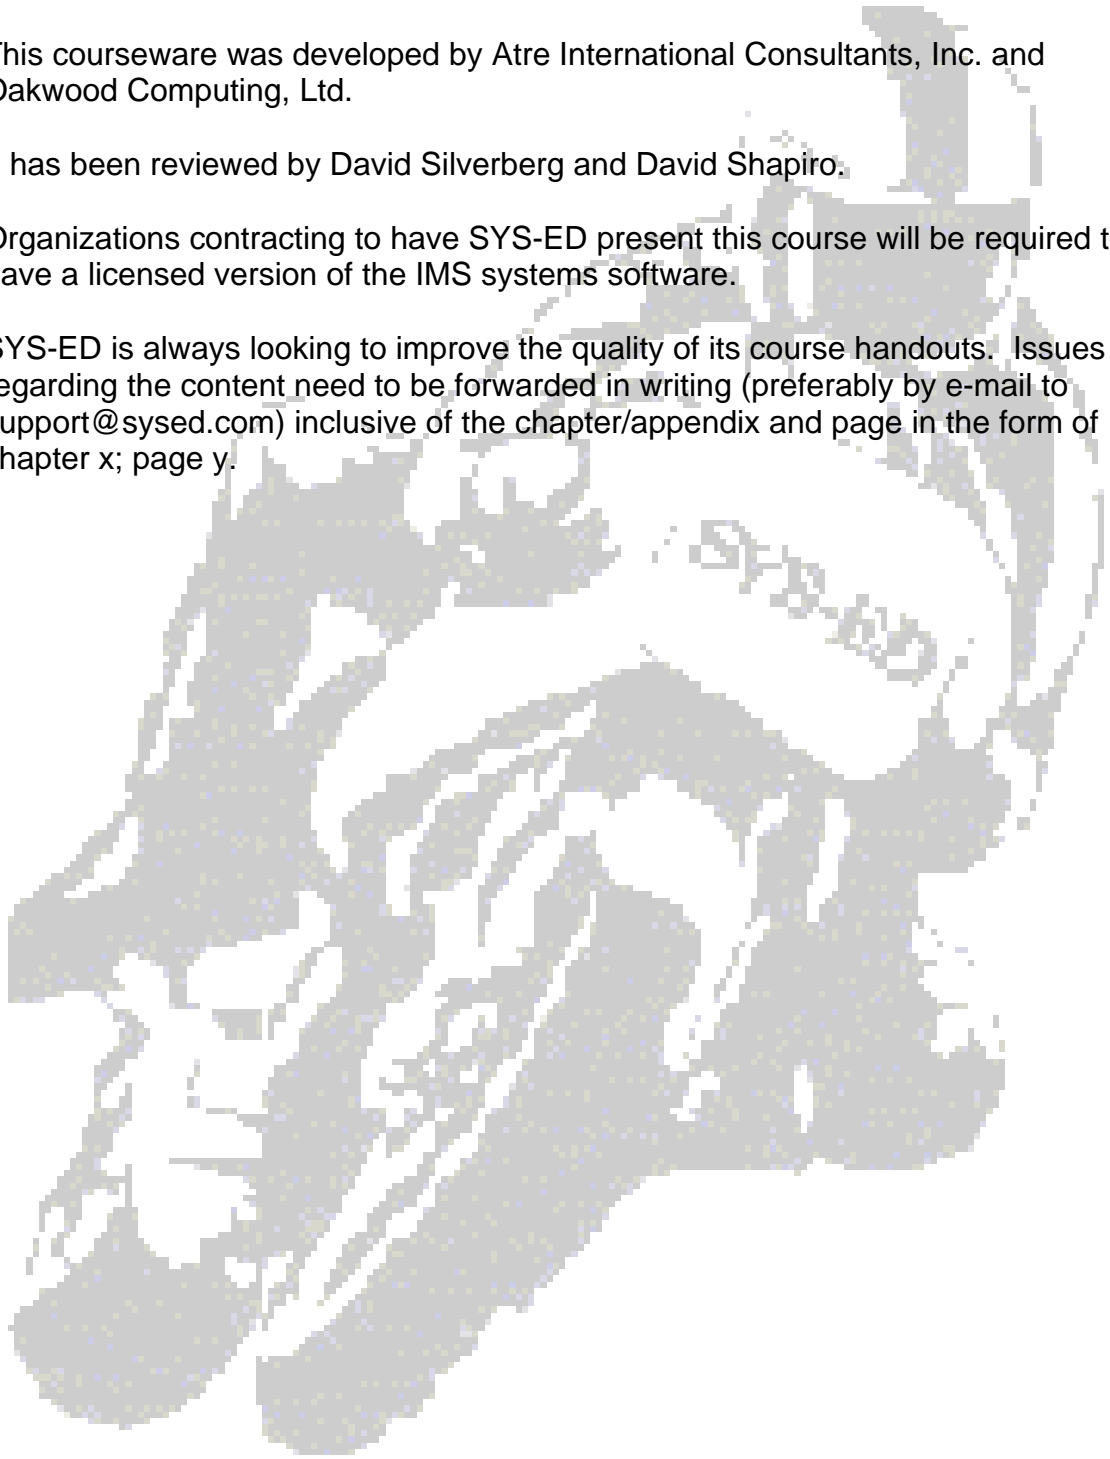 This courseware was developed by Atre International Consultants, Inc. and
Oakwood Computing, Ltd.
has been reviewed by David Silverberg and David Shapiro.
Organizations contracting to have SYS-ED present this course will be required t
ave a licensed version of the IMS systems software.
SYS-ED is always looking to improve the quality of its course handouts. Issues
egarding the content need to be forwarded in writing (preferably by e-mail to
upport@sysed.com) inclusive of the chapter/appendix and page in the form of
hapter x; page y.
SYS-ED